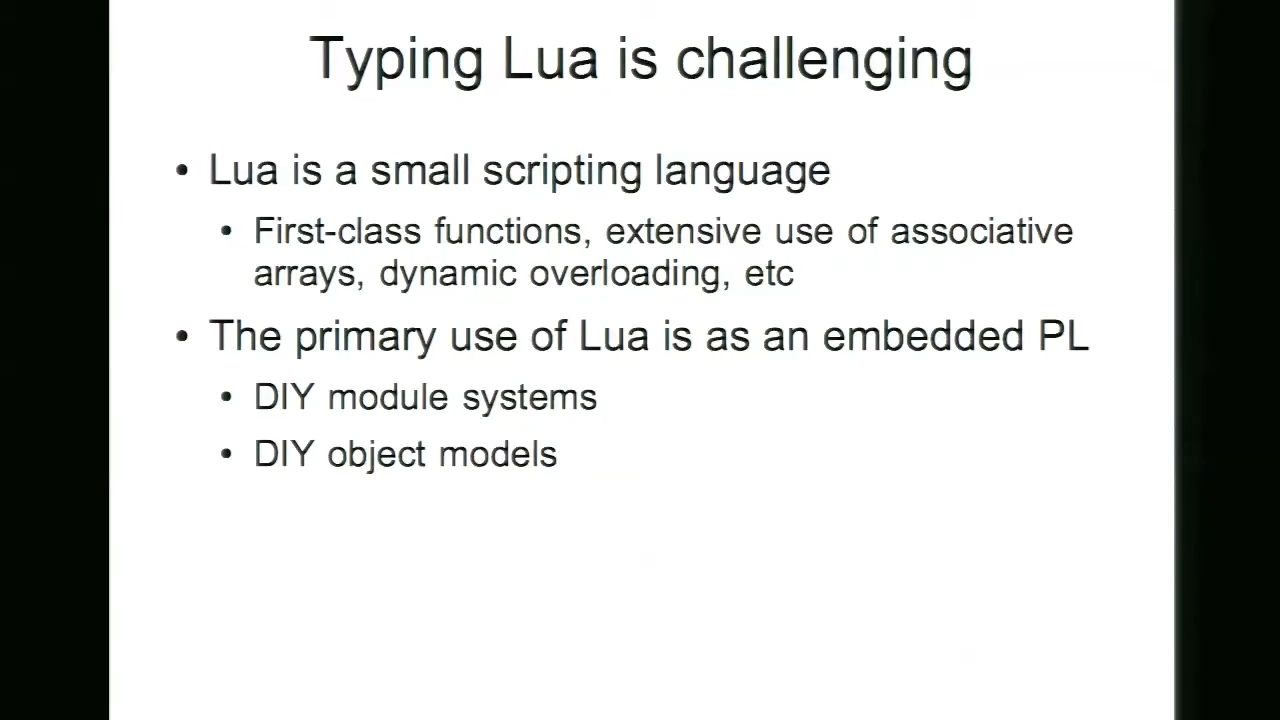 Typing Lua is challenging
• Lua is a small scripting language
• First-class functions, extensive use of associative
arrays, dynamic overloading, etc
• The primary use of Lua is as an embedded PL
• DIY module systems
• DIY object models